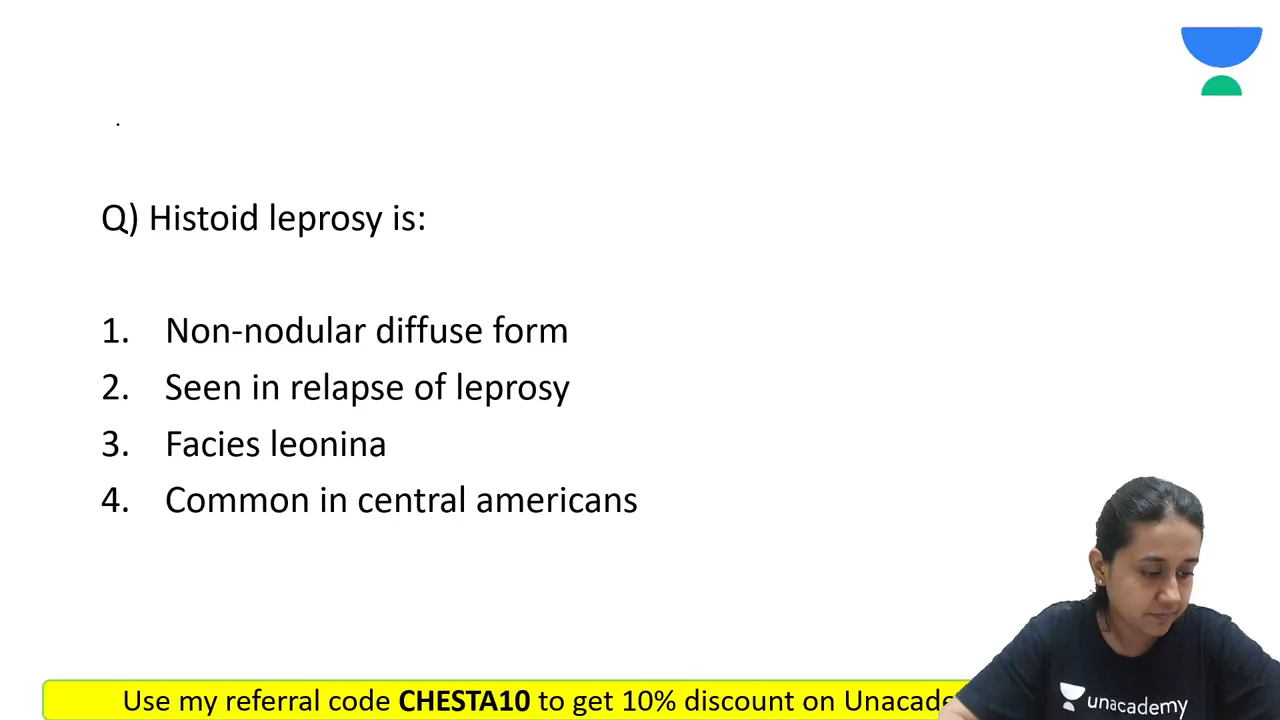 Q) Histoid leprosy is:
1. Non-nodular diffuse form
2. Seen in relapse of leprosy
3. Facies leonina
4. Common in central americans
Use my referral code CHESTA10 to get 10% discount on
unacademy